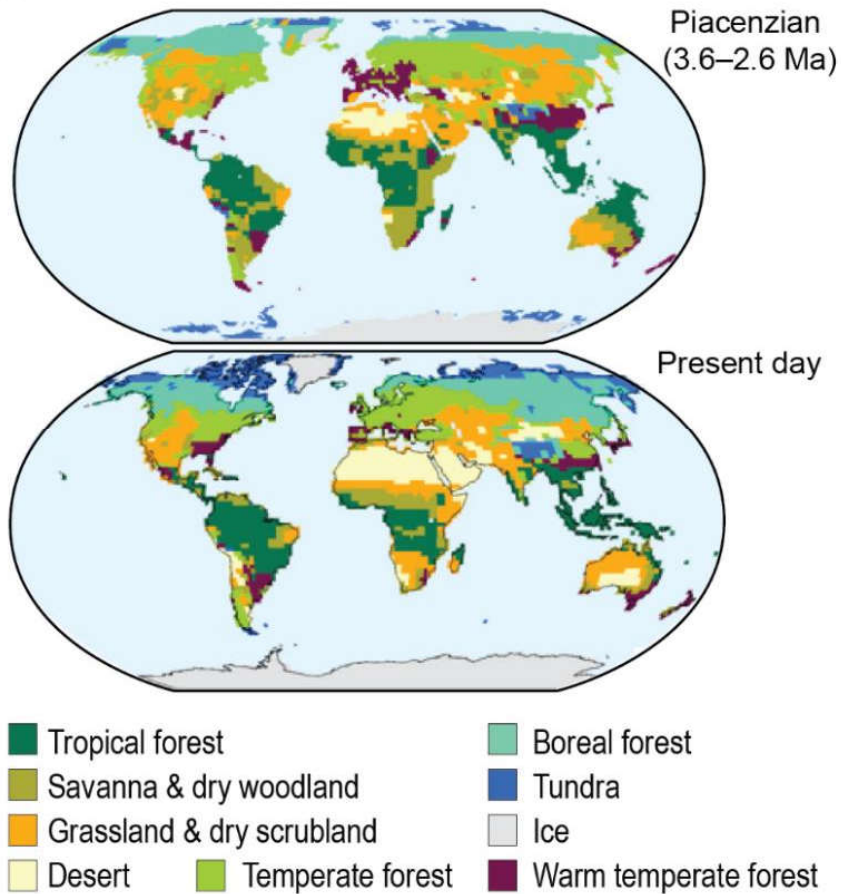 Piacenzian
(3.6–2.6 Ma)
Present day
Tropical forest
Boreal forest
Savanna & dry woodland
Tundra
Grassland & dry scrubland
Ice
Desert
Temperate forest
Warm temperate forest